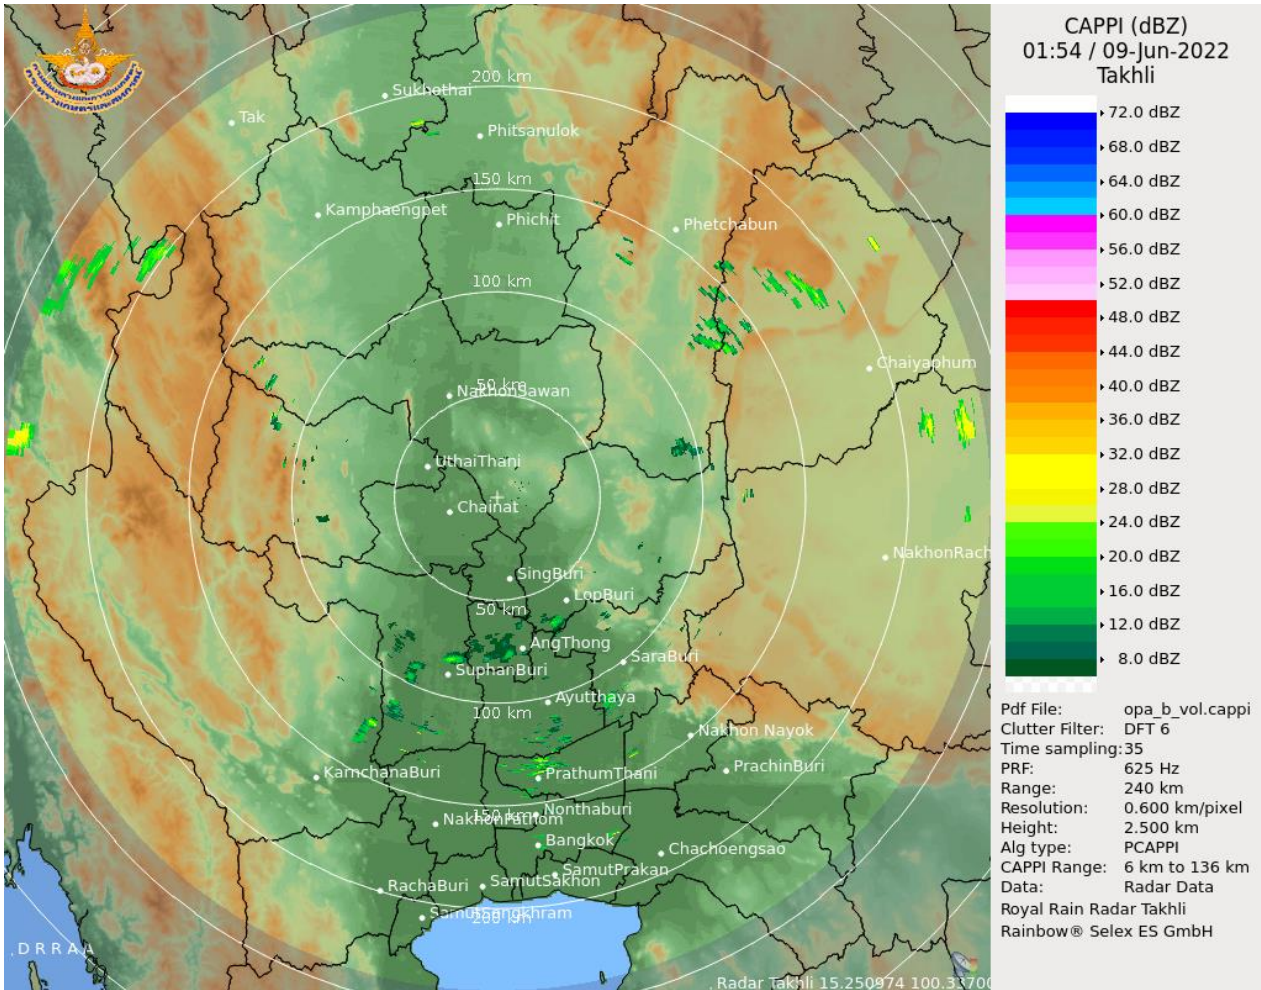 CAPPI (dBZ)
01:54 / 09-Jun-2022
Takhli
200 km
Sukhothai
Tak
Phitsanulok
150 km
Kamphaengpet
Phichit
Phetchabun
100 km
Chaiyaphum
50 km
NakhonSawan
UthaiThani
Chainat
NakhonRach
SingBuri
LopBuri
50 km
AngThong
SaraBuri
SuphanBuri
Ayutthaya
100 km
Nakhon Nayok
KarnchanaBuri
PrathumThani
PrachinBuri
150 km
Nonthaburi
NakhonPathom
Bangkok
Chachoengsao
SamutPrakan
RachaBuri
SamutSakhon
SamutSangkhram
200 km
D R R A A
Radar Takhli 15.250974 100.33700
72.0 dBZ
68.0 dBZ
64.0 dBZ
60.0 dBZ
56.0 dBZ
52.0 dBZ
48.0 dBZ
44.0 dBZ
40.0 dBZ
36.0 dBZ
32.0 dBZ
28.0 dBZ
24.0 dBZ
20.0 dBZ
16.0 dBZ
12.0 dBZ
8.0 dBZ
Pdf File: opa_b_vol.cappi
Clutter Filter: DFT 6
Time sampling:35
PRF: 625 Hz
Range: 240 km
Resolution: 0.600 km/pixel
Height: 2.500 km
Alg type: PCAPPI
CAPPI Range: 6 km to 136 km
Data: Radar Data
Royal Rain Radar Takhli
Rainbow® Selex ES GmbH